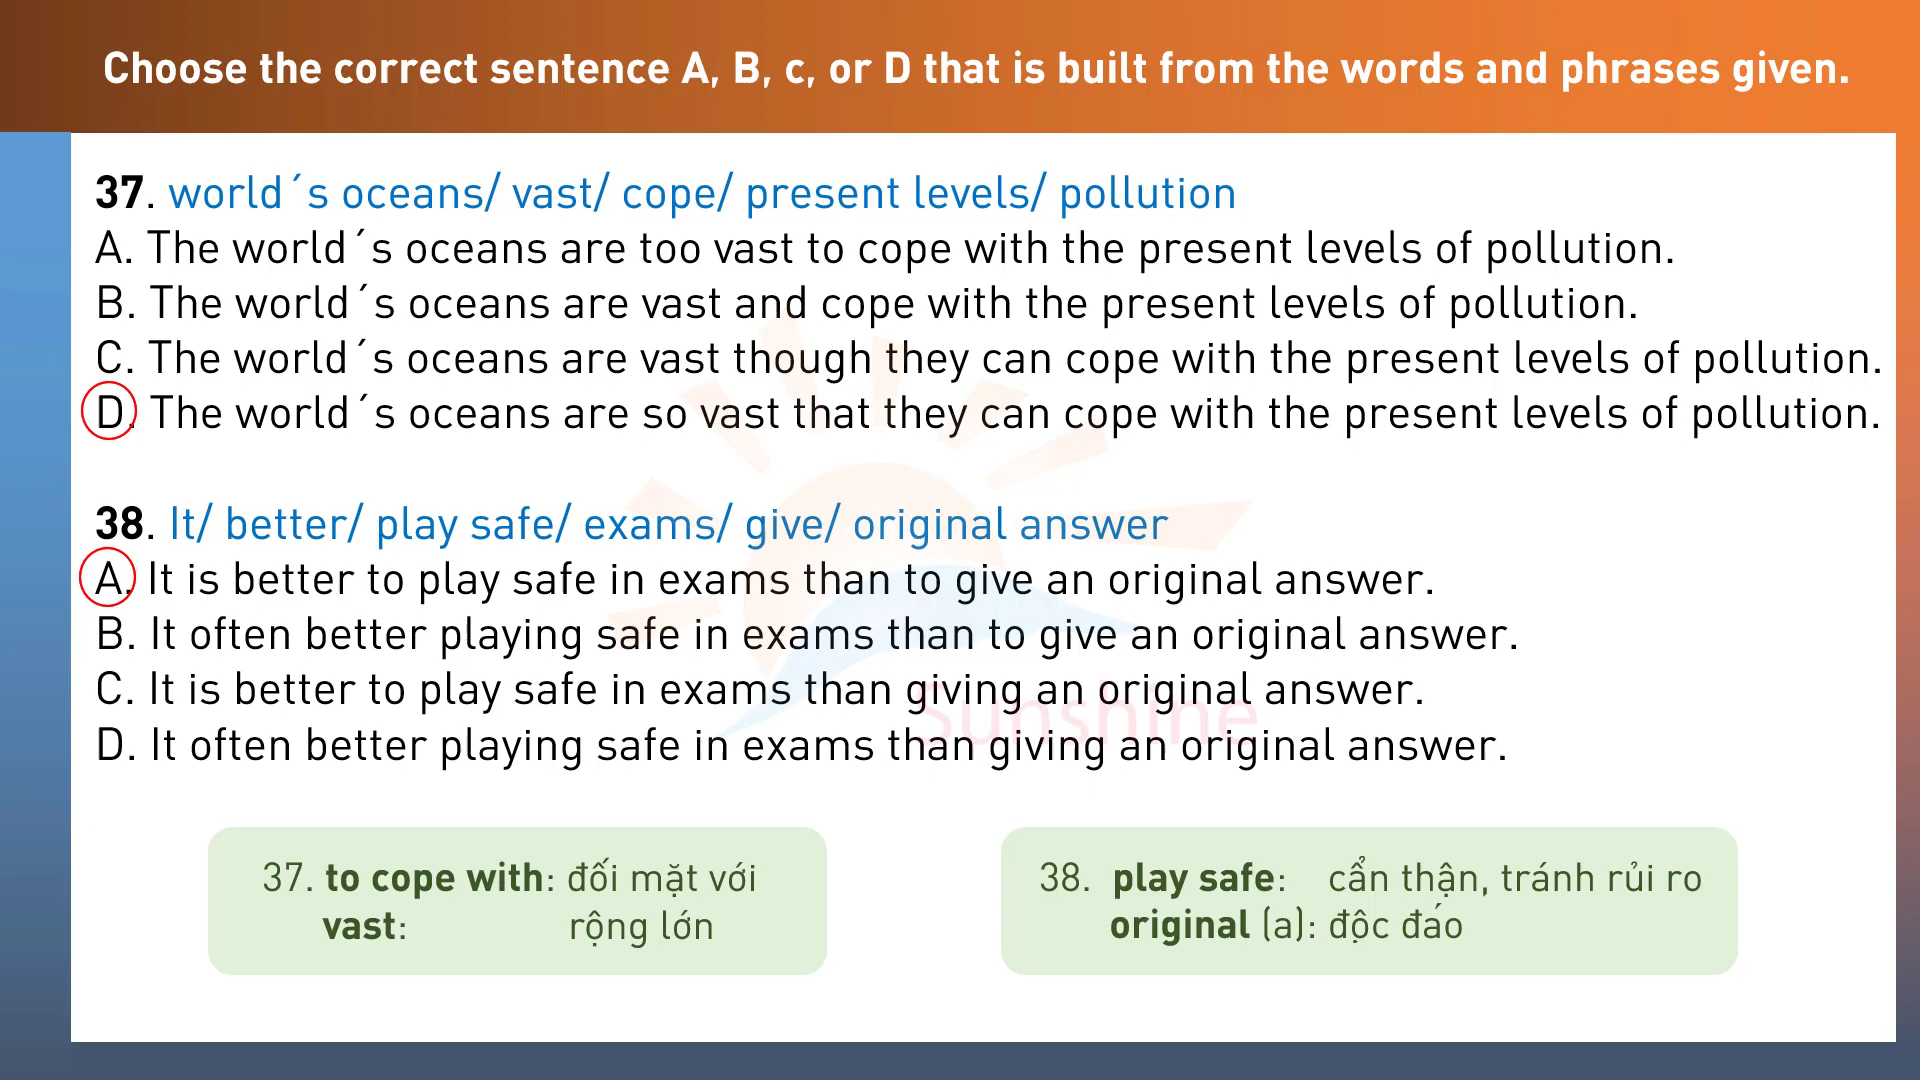 Choose the correct sentence A, B, c, or D that is built from the words and phrases given.
37. world´s oceans/ vast/ cope/ present levels/ pollution
A. The world´s oceans are too vast to cope with the present levels of pollution.
B. The world´s oceans are vast and cope with the present levels of pollution.
C. The world´s oceans are vast though they can cope with the present levels of pollution.
D. The world´s oceans are so vast that they can cope with the present levels of pollution.
38. It/ better/ play safe/ exams/ give/ original answer
A. It is better to play safe in exams than to give an original answer.
B. It often better playing safe in exams than to give an original answer.
C. It is better to play safe in exams than giving an original answer.
Sunshine
D. It often better playing safe in exams than giving an original answer.
37. to cope with: đối mặt với
vast: rộng lớn
38. play safe: cẩn thận, tránh rủi ro
original (a): độc đáo